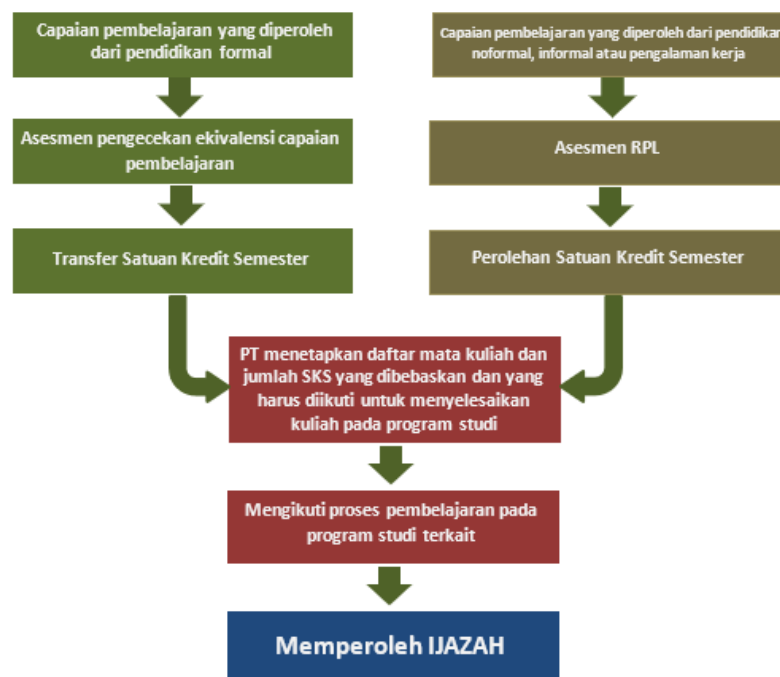 Capaian pembelajaran yang diperoleh
dari pendidikan formal
Capaian pembelajaran yang diperoleh dari pendidikan
noformal, informal atau pengalaman kerja
Asesmen pengecekan ekivalensi capaian
pembelajaran
Asesmen RPL
Transfer Satuan Kredit Semester
Perolehan Satuan Kredit Semester
PT menetapkan daftar mata kuliah dan
jumlah SKS yang dibebaskan dan yang
harus diikuti untuk menyelesaikan
kuliah pada program studi
Mengikuti proses pembelajaran pada
program studi terkait
Memperoleh IJAZAH